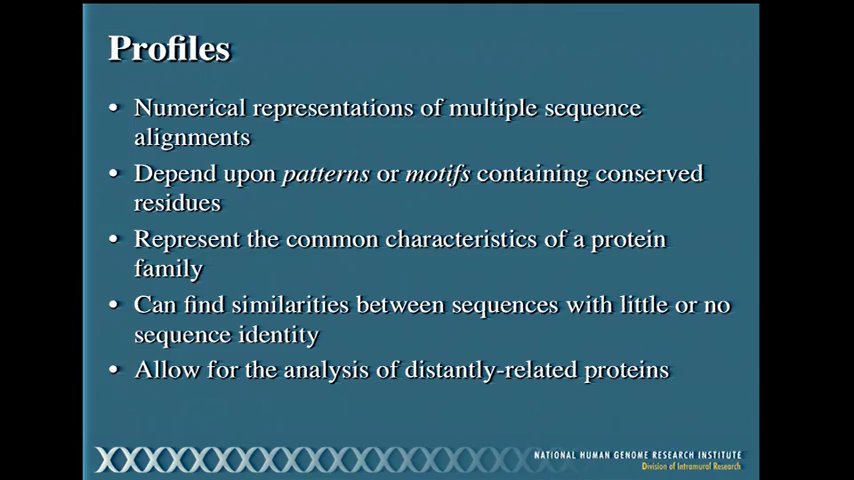 Profiles
• Numerical representations of multiple sequence
alignments
• Depend upon patterns or motifs containing conserved
residues
• Represent the common characteristics of a protein
family
• Can find similarities between sequences with little or no
sequence identity
• Allow for the analysis of distantly-related proteins
NATIONAL HUMAN GENOME RESEARCH INSTITUTE
Division of Intramural Research